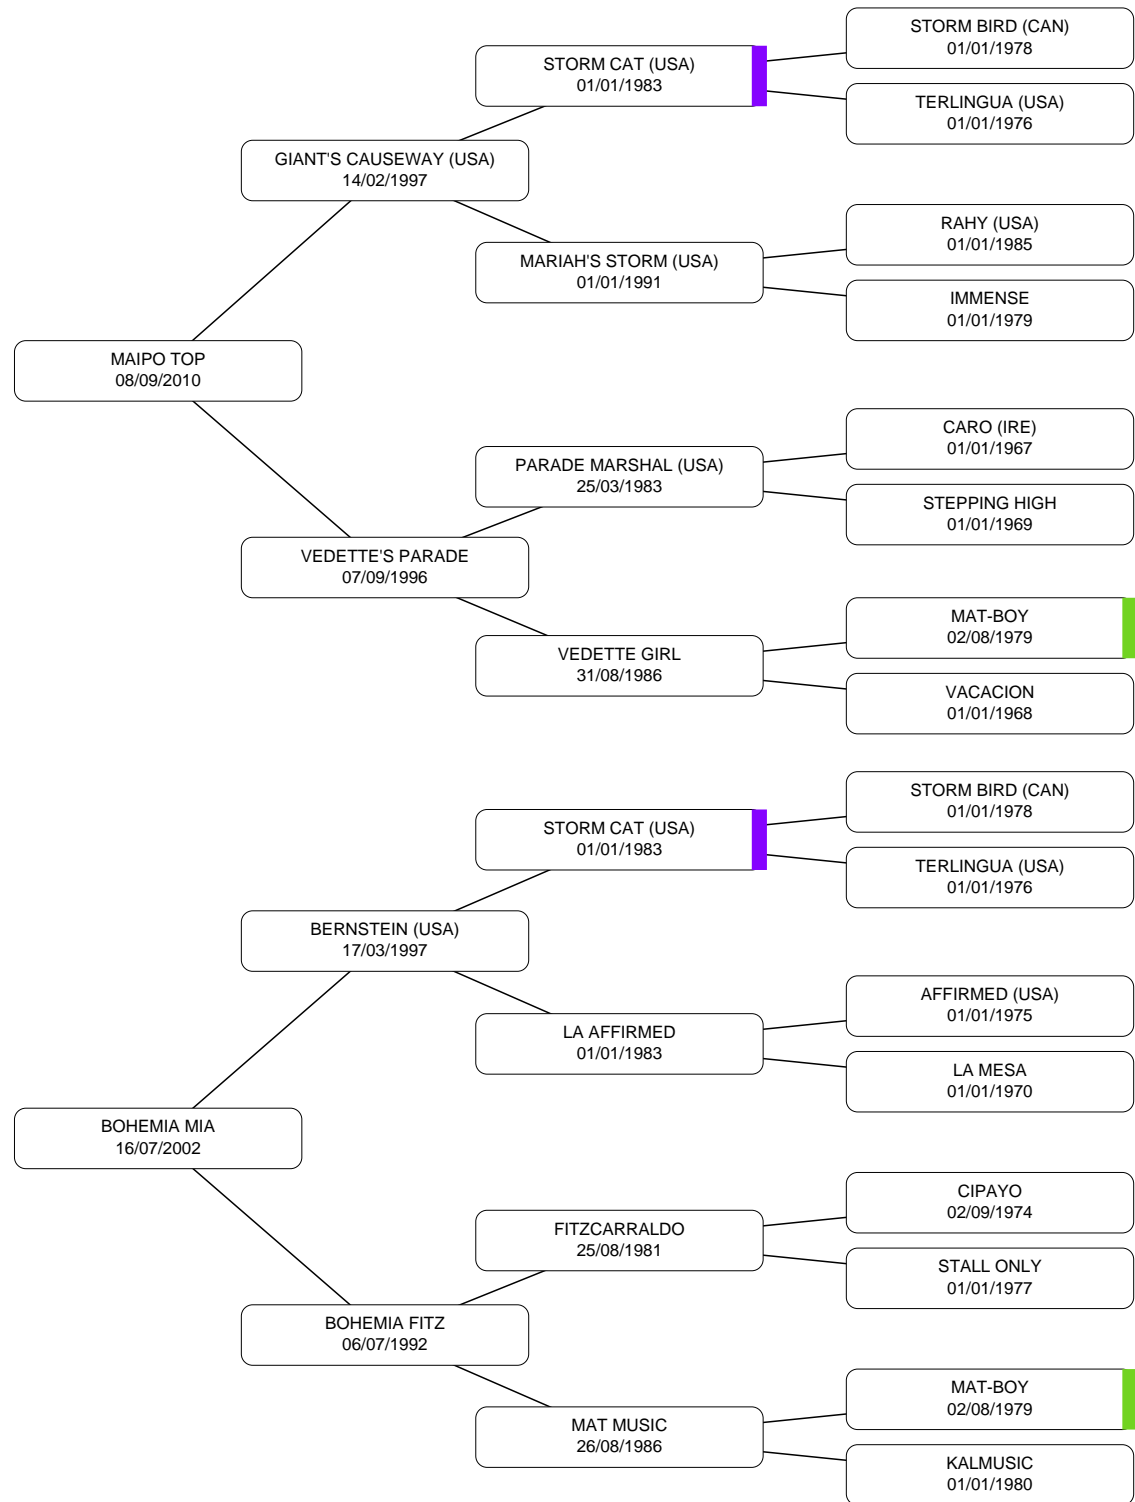 STORM BIRD (CAN)
01/01/1978
STORM CAT (USA)
01/01/1983
TERLINGUA (USA)
01/01/1976
GIANT'S CAUSEWAY (USA)
14/02/1997
RAHY (USA)
01/01/1985
MARIAH'S STORM (USA)
01/01/1991
IMMENSE
01/01/1979
MAIPO TOP
08/09/2010
CARO (IRE)
01/01/1967
PARADE MARSHAL (USA)
25/03/1983
STEPPING HIGH
01/01/1969
VEDETTE'S PARADE
07/09/1996
MAT-BOY
02/08/1979
VEDETTE GIRL
31/08/1986
VACACION
01/01/1968
STORM BIRD (CAN)
01/01/1978
STORM CAT (USA)
01/01/1983
TERLINGUA (USA)
01/01/1976
BERNSTEIN (USA)
17/03/1997
AFFIRMED (USA)
01/01/1975
LA AFFIRMED
01/01/1983
LA MESA
01/01/1970
BOHEMIA MIA
16/07/2002
CIPAYO
02/09/1974
FITZCARRALDO
25/08/1981
STALL ONLY
01/01/1977
BOHEMIA FITZ
06/07/1992
MAT-BOY
02/08/1979
MAT MUSIC
26/08/1986
KALMUSIC
01/01/1980